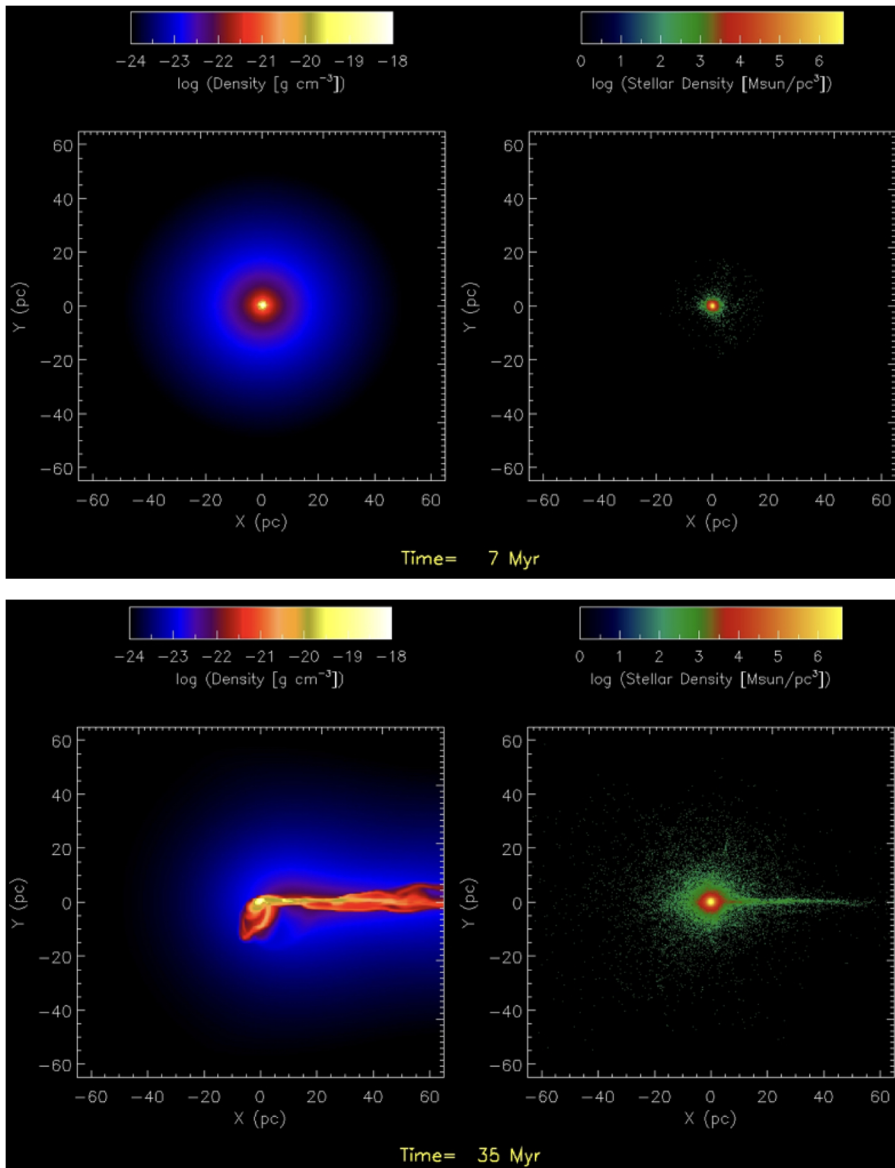 −24 −23 −22 −21 −20 −19 −18
log (Density [g cm⁻³])
0 1 2 3 4 5 6
log (Stellar Density [Msun/pc³])
60
40
20
0
−20
−40
−60
Y (pc)
−60 −40 −20 0 20 40 60
X (pc)
60
40
20
0
−20
−40
−60
Y (pc)
−60 −40 −20 0 20 40 60
X (pc)
Time= 7 Myr
−24 −23 −22 −21 −20 −19 −18
log (Density [g cm⁻³])
0 1 2 3 4 5 6
log (Stellar Density [Msun/pc³])
60
40
20
0
−20
−40
−60
Y (pc)
−60 −40 −20 0 20 40 60
X (pc)
60
40
20
0
−20
−40
−60
Y (pc)
−60 −40 −20 0 20 40 60
X (pc)
Time= 35 Myr